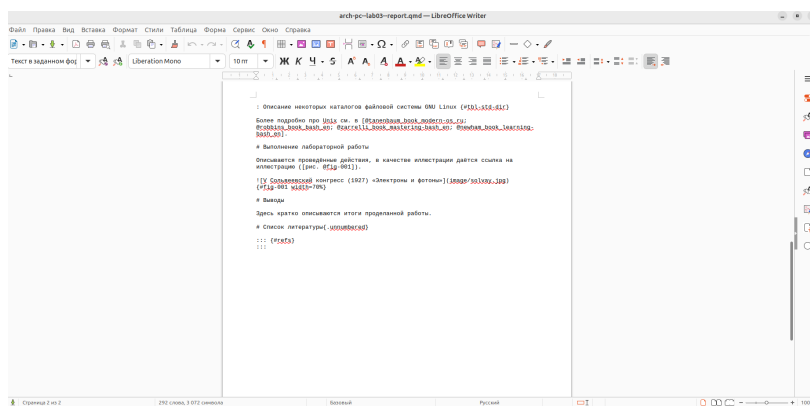 arch-pc--lab03--report.qmd — LibreOffice Writer
Файл Правка Вид Вставка Формат Стили Таблица Форма Сервис Окно Справка
Текст в заданном фор Liberation Mono 10 пт Ж К Ч S
: Описание некоторых каталогов файловой системы GNU Linux {#tbl-std-dir}
Более подробно про Unix см. в [@tanenbaum_book_modern-os_ru;
@robbins_book_bash_en; @zarrelli_book_mastering-bash_en; @newham_book_learning-
bash_en].
# Выполнение лабораторной работы
Описываются проведённые действия, в качестве иллюстрации даётся ссылка на
иллюстрацию ([рис. @fig-001]).
![V Сольвеевский конгресс (1927) «Электроны и фотоны»](image/solvay.jpg)
{#fig-001 width=70%}
# Выводы
Здесь кратко описываются итоги проделанной работы.
# Список литературы{.unnumbered}
::: {#refs}
:::
Страница 2 из 2 292 слова, 3 072 символа Базовый Русский